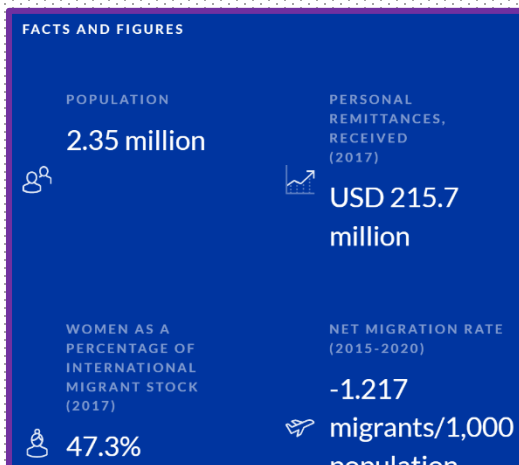 FACTS AND FIGURES
POPULATION
2.35 million
PERSONAL
REMITTANCES,
RECEIVED
(2017)
USD 215.7
million
WOMEN AS A
PERCENTAGE OF
INTERNATIONAL
MIGRANT STOCK
(2017)
47.3%
NET MIGRATION RATE
(2015-2020)
-1.217
migrants/1,000
population